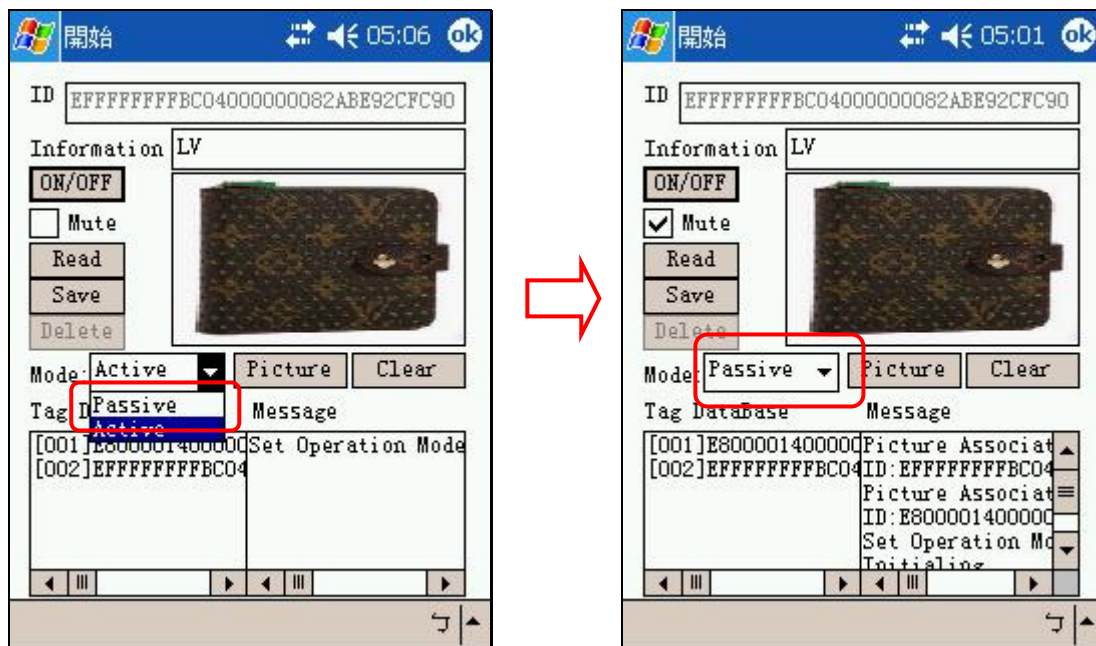 開始 05:06 ok
ID EFFFFFFFFBC04000000082ABE92CFC90
Information LV
ON/OFF
Mute
Read
Save
Delete
Mode: Active Picture Clear
Passive
Active
Tag D Message
[001]E800001400000 Set Operation Mode
[002]EFFFFFFFFBC04
ㄅ
開始 05:01 ok
ID EFFFFFFFFBC04000000082ABE92CFC90
Information LV
ON/OFF
Mute
Read
Save
Delete
Mode: Passive Picture Clear
Tag DataBase Message
[001]E800001400000 Picture Associat
[002]EFFFFFFFFBC04 ID:EFFFFFFFFBC04
Picture Associat
ID:E800001400000
Set Operation Mo
Initialing
ㄅ